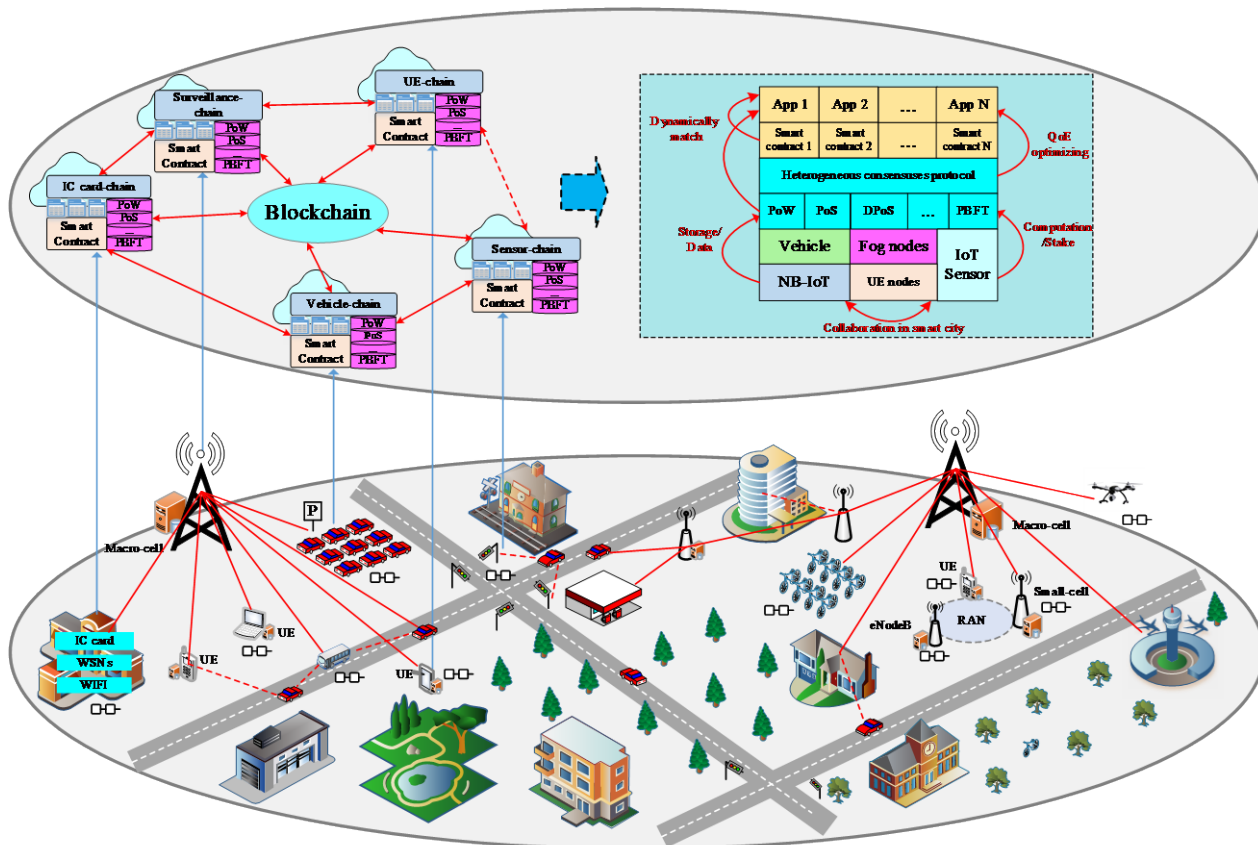 UE-chain
PoW
PoS
...
PBFT
Smart
Contract
Surveillance-
chain
PoW
PoS
...
PBFT
Smart
Contract
IC card-chain
PoW
PoS
...
PBFT
Smart
Contract
Blockchain
Sensor-chain
PoW
PoS
...
PBFT
Smart
Contract
Vehicle-chain
PoW
PoS
...
PBFT
Smart
Contract
Dynamically
match
App 1
App 2
...
App N
Smart
contract 1
Smart
contract 2
...
Smart
contract N
QoE
optimizing
Heterogeneous consensuses protocol
PoW
PoS
DPoS
...
PBFT
Storage/
Data
Computation
/Stake
Vehicle
Fog nodes
IoT
Sensor
NB-IoT
UE nodes
Collaboration in smart city
P
Macro-cell
Macro-cell
UE
Small-cell
eNodeB
RAN
IC card
WSNs
WIFI
UE
UE
UE